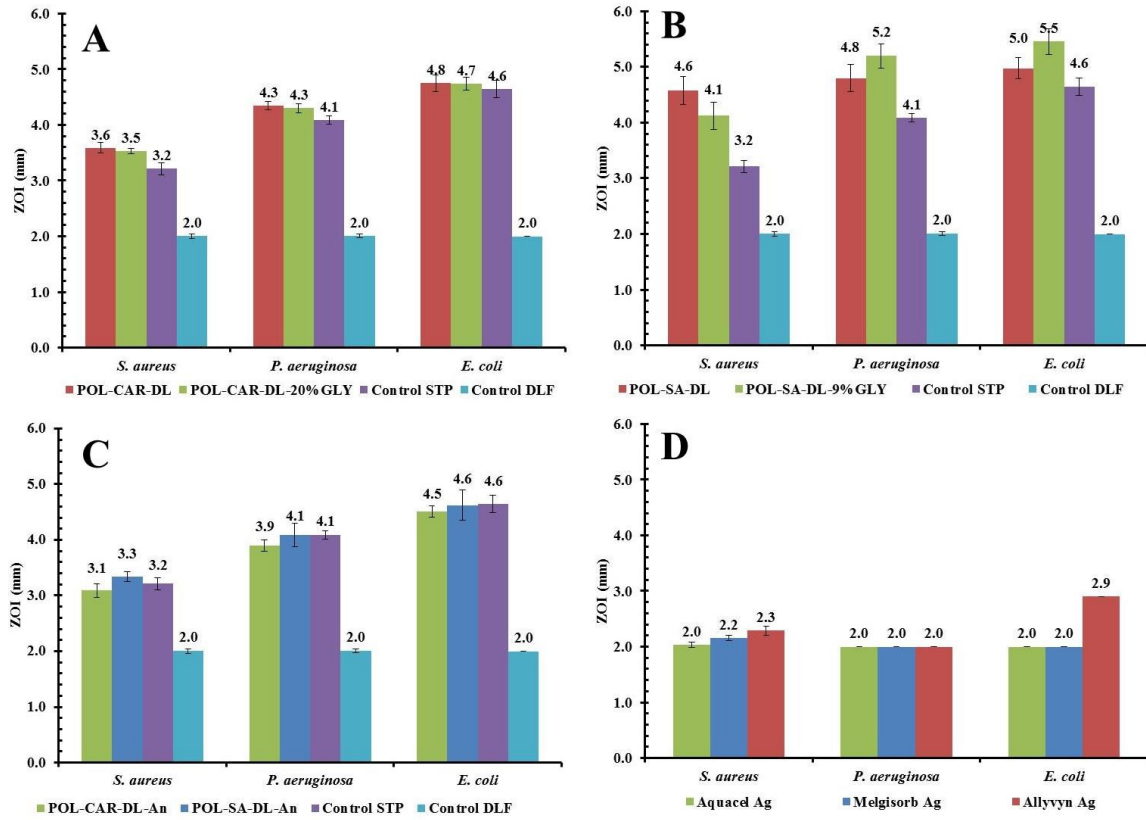 A
6.0
5.0
4.0
3.0
2.0
1.0
0.0
ZOI (mm)
3.6 3.5 3.2 2.0
4.3 4.3 4.1 2.0
4.8 4.7 4.6 2.0
S. aureus P. aeruginosa E. coli
POL-CAR-DL POL-CAR-DL-20% GLY Control STP Control DLF
B
6.0
5.0
4.0
3.0
2.0
1.0
0.0
ZOI (mm)
4.6 4.1 3.2 2.0
4.8 5.2 4.1 2.0
5.0 5.5 4.6 2.0
S. aureus P. aeruginosa E. coli
POL-SA-DL POL-SA-DL-9% GLY Control STP Control DLF
C
6.0
5.0
4.0
3.0
2.0
1.0
0.0
ZOI (mm)
3.1 3.3 3.2 2.0
3.9 4.1 4.1 2.0
4.5 4.6 4.6 2.0
S. aureus P. aeruginosa E. coli
POL-CAR-DL-An POL-SA-DL-An Control STP Control DLF
D
6.0
5.0
4.0
3.0
2.0
1.0
0.0
ZOI (mm)
2.0 2.2 2.3
2.0 2.0 2.0
2.0 2.0 2.9
S. aureus P. aeruginosa E. coli
Aquacel Ag Melgisorb Ag Allyvyn Ag